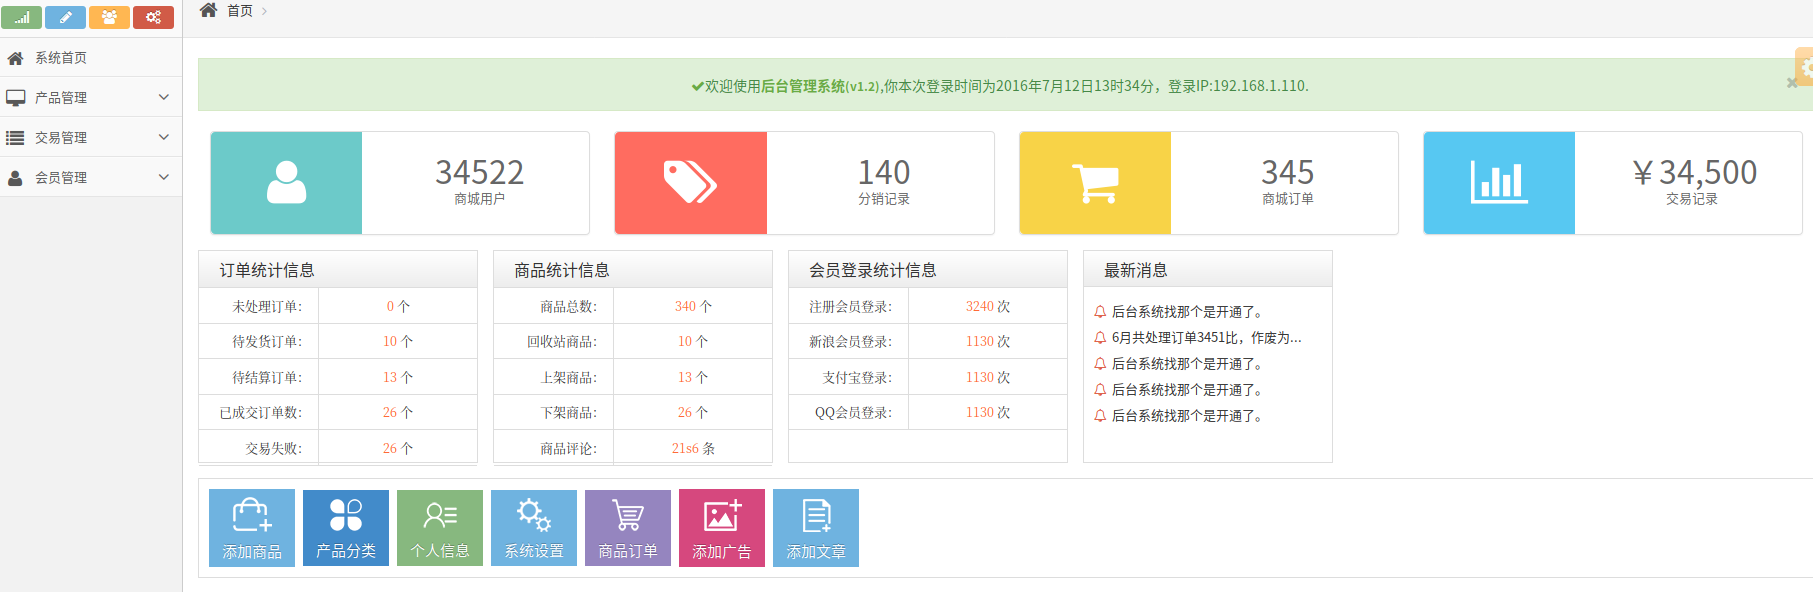 首页
系统首页
产品管理
交易管理
会员管理
欢迎使用后台管理系统(v1.2),你本次登录时间为2016年7月12日13时34分，登录IP:192.168.1.110.
34522
商城用户
140
分销记录
345
商城订单
￥34,500
交易记录
订单统计信息
未处理订单： 0 个
待发货订单： 10 个
待结算订单： 13 个
已成交订单数： 26 个
交易失败： 26 个
商品统计信息
商品总数： 340 个
回收站商品： 10 个
上架商品： 13 个
下架商品： 26 个
商品评论： 21s6 条
会员登录统计信息
注册会员登录： 3240 次
新浪会员登录： 1130 次
支付宝登录： 1130 次
QQ会员登录： 1130 次
最新消息
后台系统找那个是开通了。
6月共处理订单3451比，作废为...
后台系统找那个是开通了。
后台系统找那个是开通了。
后台系统找那个是开通了。
添加商品
产品分类
个人信息
系统设置
商品订单
添加广告
添加文章